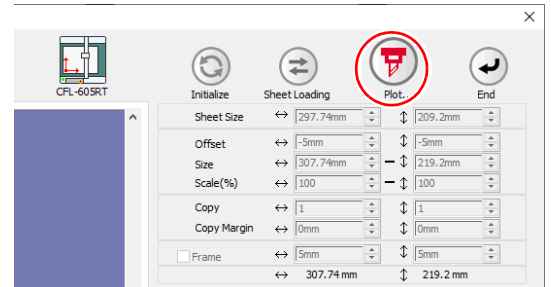 CFL-605RT
Initialize Sheet Loading Plot... End
Sheet Size 297.74mm 209.2mm
Offset -5mm -5mm
Size 307.74mm 219.2mm
Scale(%) 100 100
Copy 1 1
Copy Margin 0mm 0mm
Frame 5mm 5mm
307.74 mm 219.2 mm